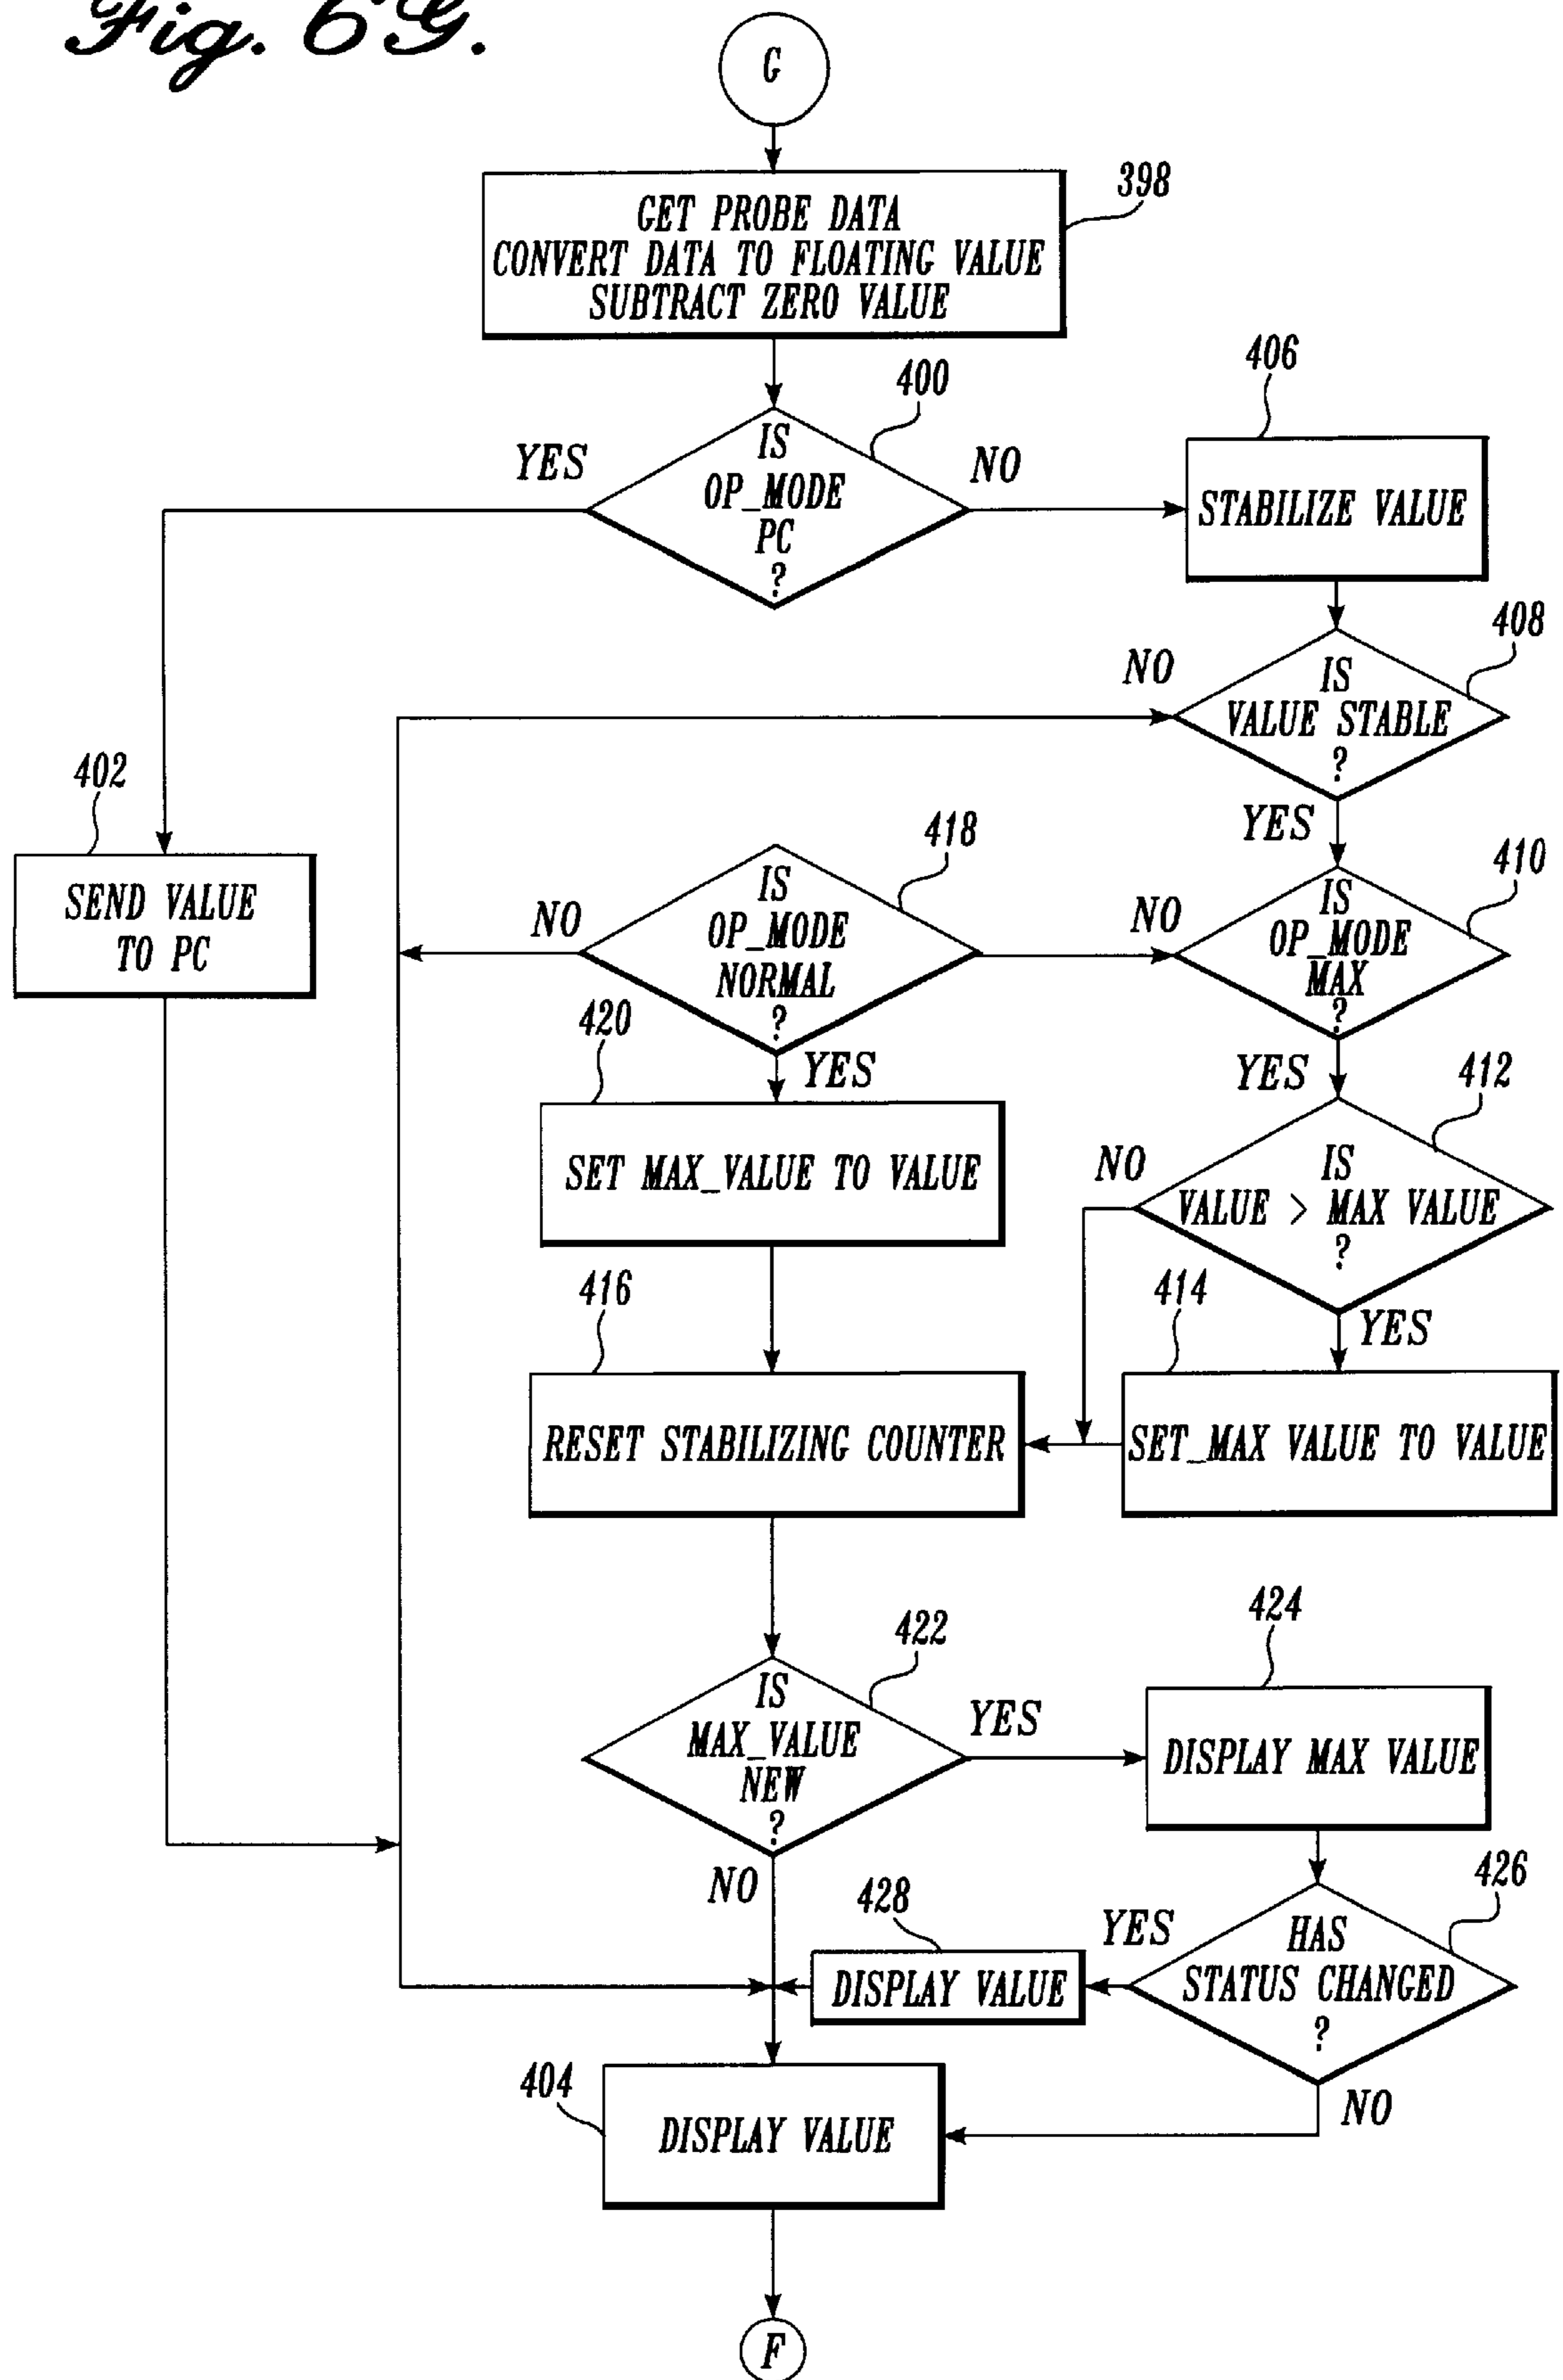 Fig. 6G.
G
398
GET PROBE DATA
CONVERT DATA TO FLOATING VALUE
SUBTRACT ZERO VALUE
400
IS
OP_MODE
PC
?
YES
NO
406
STABILIZE VALUE
408
NO
IS
VALUE STABLE
?
YES
402
SEND VALUE
TO PC
418
IS
OP_MODE
NORMAL
?
NO
YES
410
NO
IS
OP_MODE
MAX
?
YES
420
SET MAX_VALUE TO VALUE
412
NO
IS
VALUE > MAX VALUE
?
YES
416
RESET STABILIZING COUNTER
414
SET_MAX VALUE TO VALUE
422
IS
MAX_VALUE
NEW
?
YES
NO
424
DISPLAY MAX VALUE
426
HAS
STATUS CHANGED
?
YES
NO
428
DISPLAY VALUE
404
DISPLAY VALUE
F